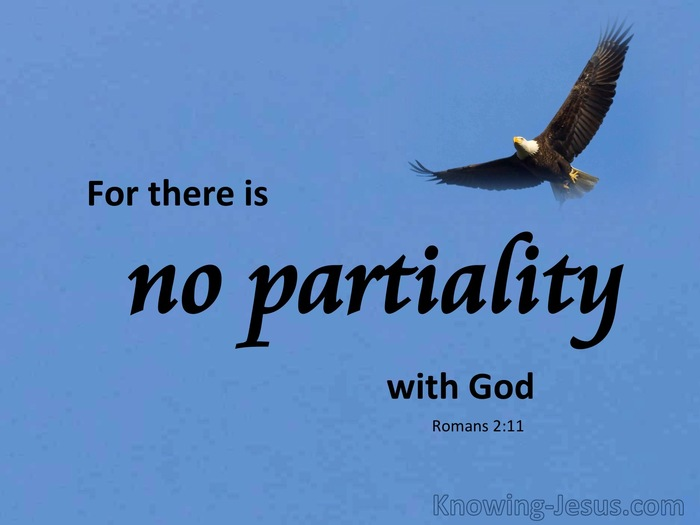 For there is
no partiality
with God
Romans 2:11
Knowing-Jesus.com